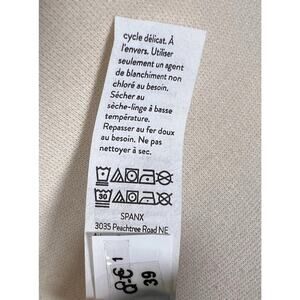 cycle délicat. À
l'envers. Utiliser
seulement un agent
de blanchiment non
chloré au besoin.
Sécher au
sèche-linge à basse
température.
Repasser au fer doux
au besoin. Ne pas
nettoyer à sec.
30
SPANX
3035 Peachtree Road NE
1
39